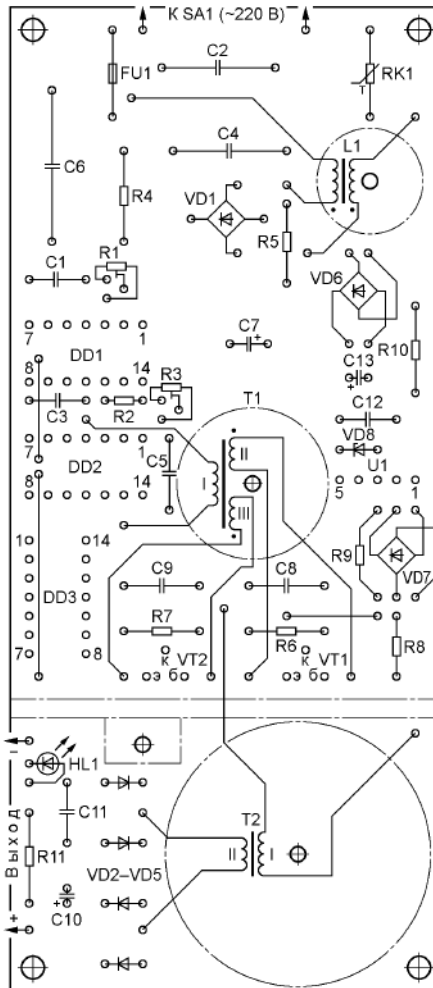 К SA1 (~220 В)
C2
FU1
RK1
т
L1
C4
C6
R4
VD1
R5
R1
C1
VD6
C7
+
7
1
DD1
R10
C13
+
8
14
R3
C3
R2
T1
C12
7
1
II
VD8
C5
U1
DD2
I
5
1
8
14
III
1
14
R9
VD7
C9
C8
DD3
R7
R6
R8
7
8
к
VT2
к
VT1
э б
э б
–
HL1
C11
T2
Выход
R11
II
I
VD2–VD5
+
C10
+